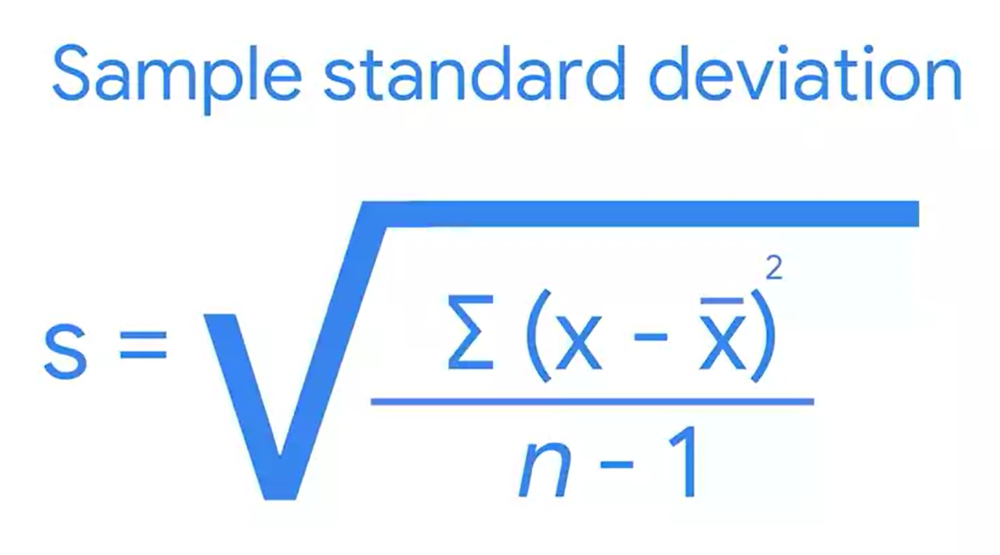 Sample standard deviation
s = √ Σ (x - x̄)²
n - 1